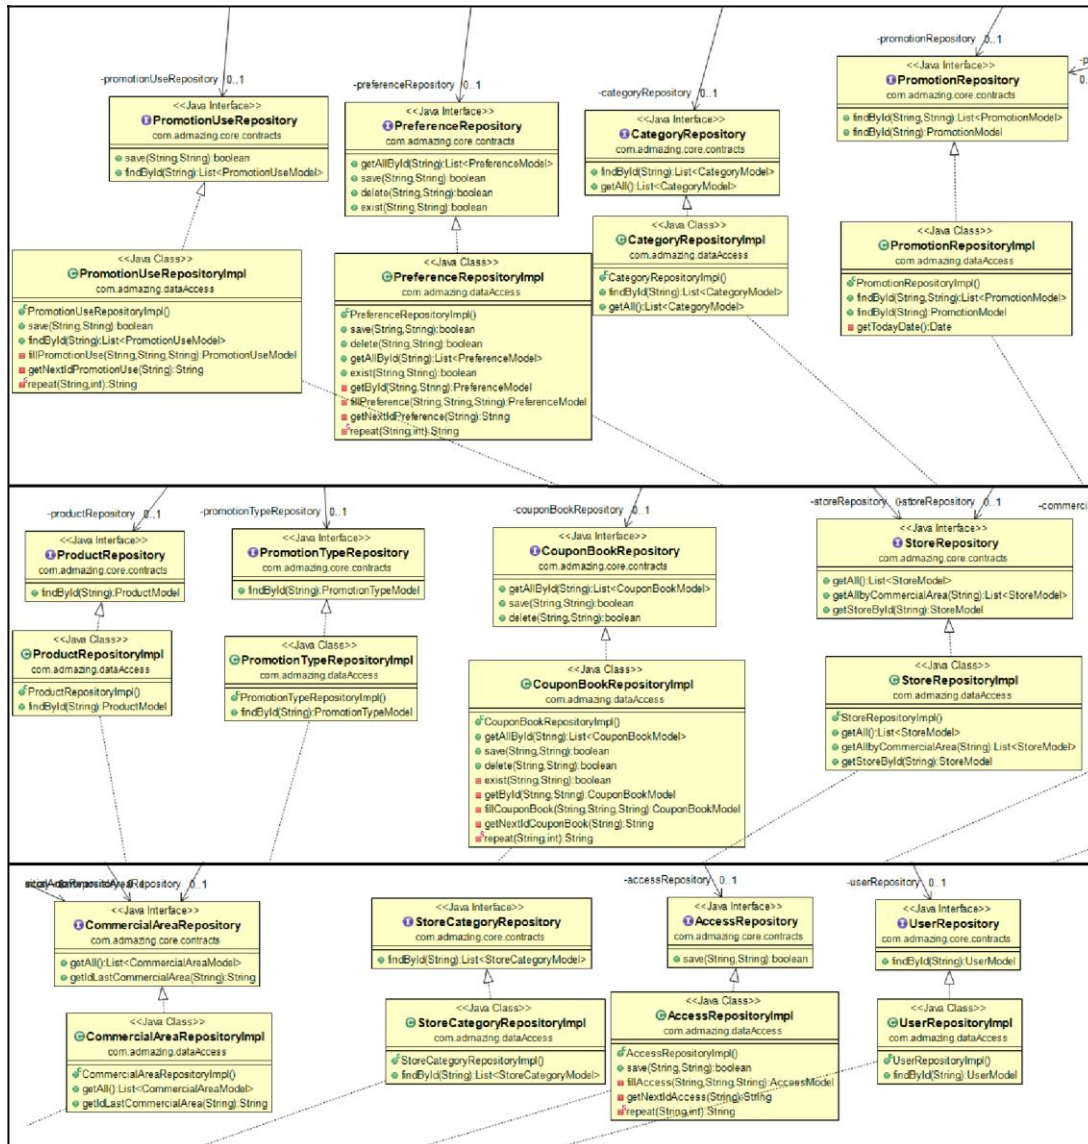 -promotionUseRepository 0..1
<<Java Interface>>
PromotionUseRepository
com.admazing.core.contracts
save(String,String):boolean
findById(String):List<PromotionUseModel>
<<Java Class>>
PromotionUseRepositoryImpl
com.admazing.dataAccess
PromotionUseRepositoryImpl()
save(String,String):boolean
findById(String):List<PromotionUseModel>
fillPromotionUse(String,String,String):PromotionUseModel
getNextIdPromotionUse(String):String
repeat(String,int):String
-preferenceRepository 0..1
<<Java Interface>>
PreferenceRepository
com.admazing.core.contracts
getAllById(String):List<PreferenceModel>
save(String,String):boolean
delete(String,String):boolean
exist(String,String):boolean
<<Java Class>>
PreferenceRepositoryImpl
com.admazing.dataAccess
PreferenceRepositoryImpl()
save(String,String):boolean
delete(String,String):boolean
getAllById(String):List<PreferenceModel>
exist(String,String):boolean
getById(String,String):PreferenceModel
fillPreference(String,String,String):PreferenceModel
getNextIdPreference(String):String
repeat(String,int):String
-categoryRepository 0..1
<<Java Interface>>
CategoryRepository
com.admazing.core.contracts
findById(String):List<CategoryModel>
getAll():List<CategoryModel>
<<Java Class>>
CategoryRepositoryImpl
com.admazing.dataAccess
CategoryRepositoryImpl()
findById(String):List<CategoryModel>
getAll():List<CategoryModel>
-promotionRepository 0..1
<<Java Interface>>
PromotionRepository
com.admazing.core.contracts
findById(String,String):List<PromotionModel>
findById(String):PromotionModel
<<Java Class>>
PromotionRepositoryImpl
com.admazing.dataAccess
PromotionRepositoryImpl()
findById(String,String):List<PromotionModel>
findById(String):PromotionModel
getTodayDate():Date
-productRepository 0..1
<<Java Interface>>
ProductRepository
com.admazing.core.contracts
findById(String):ProductModel
<<Java Class>>
ProductRepositoryImpl
com.admazing.dataAccess
ProductRepositoryImpl()
findById(String):ProductModel
-promotionTypeRepository 0..1
<<Java Interface>>
PromotionTypeRepository
com.admazing.core.contracts
findById(String):PromotionTypeModel
<<Java Class>>
PromotionTypeRepositoryImpl
com.admazing.dataAccess
PromotionTypeRepositoryImpl()
findById(String):PromotionTypeModel
-couponBookRepository 0..1
<<Java Interface>>
CouponBookRepository
com.admazing.core.contracts
getAllById(String):List<CouponBookModel>
save(String,String):boolean
delete(String,String):boolean
<<Java Class>>
CouponBookRepositoryImpl
com.admazing.dataAccess
CouponBookRepositoryImpl()
getAllById(String):List<CouponBookModel>
save(String,String):boolean
delete(String,String):boolean
exist(String,String):boolean
getById(String,String):CouponBookModel
fillCouponBook(String,String,String):CouponBookModel
getNextIdCouponBook(String):String
repeat(String,int):String
-storeRepository -storeRepository 0..1
-commercial
<<Java Interface>>
StoreRepository
com.admazing.core.contracts
getAll():List<StoreModel>
getAllbyCommercialArea(String):List<StoreModel>
getStoreById(String):StoreModel
<<Java Class>>
StoreRepositoryImpl
com.admazing.dataAccess
StoreRepositoryImpl()
getAll():List<StoreModel>
getAllbyCommercialArea(String):List<StoreModel>
getStoreById(String):StoreModel
0..1
<<Java Interface>>
CommercialAreaRepository
com.admazing.core.contracts
getAll():List<CommercialAreaModel>
getIdLastCommercialArea(String):String
<<Java Class>>
CommercialAreaRepositoryImpl
com.admazing.dataAccess
CommercialAreaRepositoryImpl()
getAll():List<CommercialAreaModel>
getIdLastCommercialArea(String):String
<<Java Interface>>
StoreCategoryRepository
com.admazing.core.contracts
findById(String):List<StoreCategoryModel>
<<Java Class>>
StoreCategoryRepositoryImpl
com.admazing.dataAccess
StoreCategoryRepositoryImpl()
findById(String):List<StoreCategoryModel>
-accessRepository 0..1
<<Java Interface>>
AccessRepository
com.admazing.core.contracts
save(String,String):boolean
<<Java Class>>
AccessRepositoryImpl
com.admazing.dataAccess
AccessRepositoryImpl()
save(String,String):boolean
fillAccess(String,String,String):AccessModel
getNextIdAccess(String):String
repeat(String,int):String
-userRepository 0..1
<<Java Interface>>
UserRepository
com.admazing.core.contracts
findById(String):UserModel
<<Java Class>>
UserRepositoryImpl
com.admazing.dataAccess
UserRepositoryImpl()
findById(String):UserModel